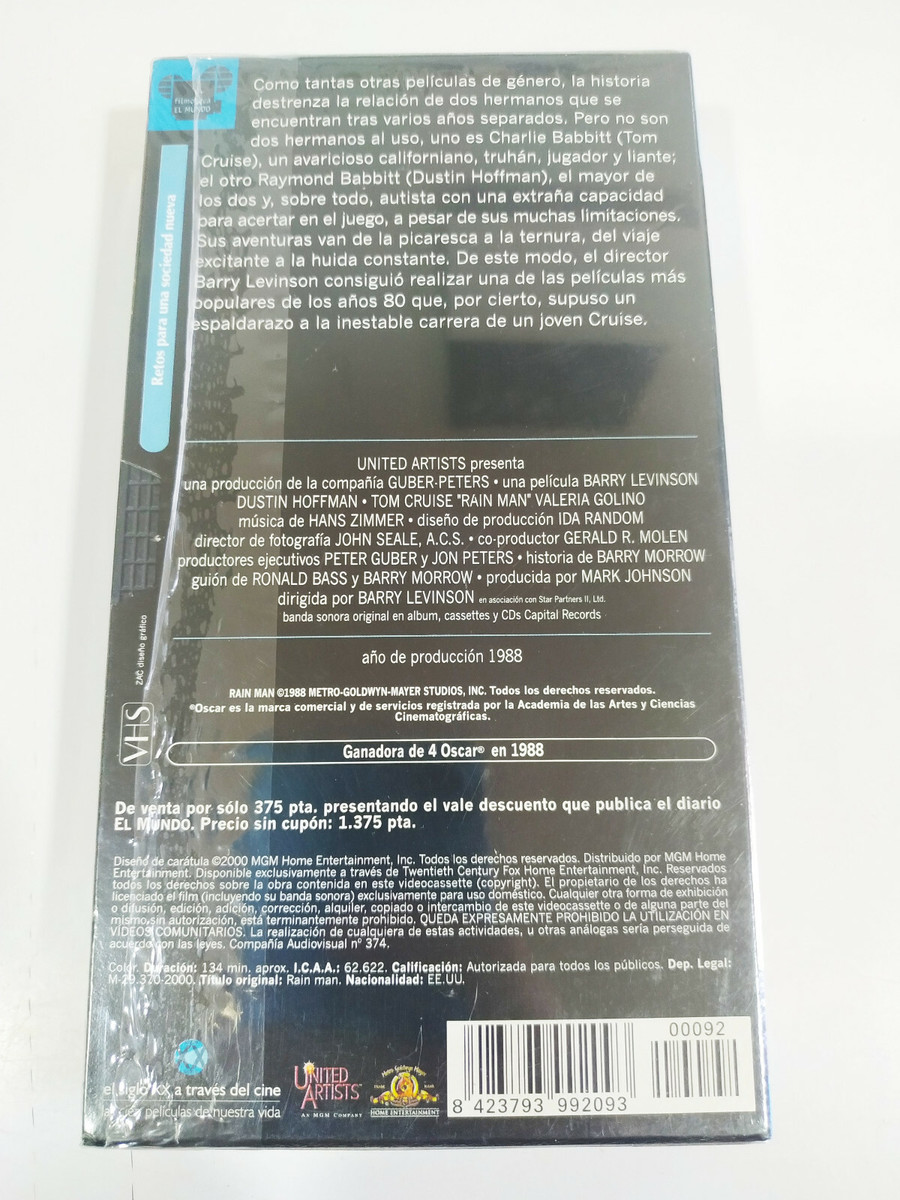 filmoteca
EL MUNDO
Retos para una sociedad nueva
Como tantas otras películas de género, la historia
destrenza la relación de dos hermanos que se
encuentran tras varios años separados. Pero no son
dos hermanos al uso, uno es Charlie Babbitt (Tom
Cruise), un avaricioso californiano, truhán, jugador y liante;
el otro Raymond Babbitt (Dustin Hoffman), el mayor de
los dos y, sobre todo, autista con una extraña capacidad
para acertar en el juego, a pesar de sus muchas limitaciones.
Sus aventuras van de la picaresca a la ternura, del viaje
excitante a la huida constante. De este modo, el director
Barry Levinson consiguió realizar una de las películas más
populares de los años 80 que, por cierto, supuso un
espaldarazo a la inestable carrera de un joven Cruise.
UNITED ARTISTS presenta
una producción de la compañía GUBER-PETERS • una película BARRY LEVINSON
DUSTIN HOFFMAN • TOM CRUISE "RAIN MAN" VALERIA GOLINO
música de HANS ZIMMER • diseño de producción IDA RANDOM
director de fotografía JOHN SEALE, A.C.S. • co-productor GERALD R. MOLEN
productores ejecutivos PETER GUBER y JON PETERS • historia de BARRY MORROW
guión de RONALD BASS y BARRY MORROW • producida por MARK JOHNSON
dirigida por BARRY LEVINSON en asociación con Star Partners II, Ltd.
banda sonora original en album, cassettes y CDs Capital Records
año de producción 1988
ZAC diseño gráfico
VHS
RAIN MAN ©1988 METRO-GOLDWYN-MAYER STUDIOS, INC. Todos los derechos reservados.
®Oscar es la marca comercial y de servicios registrada por la Academia de las Artes y Ciencias
Cinematográficas.
Ganadora de 4 Oscar® en 1988
De venta por sólo 375 pta. presentando el vale descuento que publica el diario
EL MUNDO. Precio sin cupón: 1.375 pta.
Diseño de carátula ©2000 MGM Home Entertainment, Inc. Todos los derechos reservados. Distribuido por MGM Home
Entertainment. Disponible exclusivamente a través de Twentieth Century Fox Home Entertainment, Inc. Reservados
todos los derechos sobre la obra contenida en este videocassette (copyright). El propietario de los derechos ha
licenciado el film (incluyendo su banda sonora) exclusivamente para uso doméstico. Cualquier otra forma de exhibición
o difusión, edición, adición, corrección, alquiler, copiado o intercambio de este videocassette o de alguna parte del
mismo sin autorización, está terminantemente prohibido. QUEDA EXPRESAMENTE PROHIBIDO LA UTILIZACIÓN EN
VÍDEOS COMUNITARIOS. La realización de cualquiera de estas actividades, u otras análogas sería perseguida de
acuerdo con las leyes. Compañía Audiovisual nº 374.
Color. Duración: 134 min. aprox. I.C.A.A.: 62.622. Calificación: Autorizada para todos los públicos. Dep. Legal:
M-29.320-2000. Título original: Rain man. Nacionalidad: EE.UU.
el siglo XX a través del cine
las cien películas de nuestra vida
UNITED
ARTISTS
AN MGM COMPANY
Metro Goldwyn Mayer
TRADE MARK
HOME ENTERTAINMENT
00092
8 423793 992093